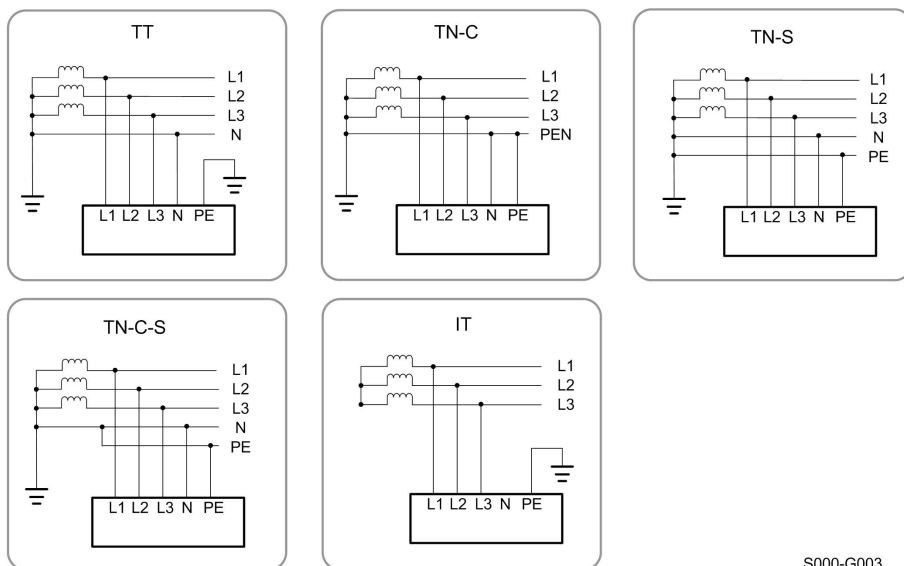 TT
L1
L2
L3
N
L1 L2 L3 N PE
TN-C
L1
L2
L3
PEN
L1 L2 L3 N PE
TN-S
L1
L2
L3
N
PE
L1 L2 L3 N PE
TN-C-S
L1
L2
L3
N
PE
L1 L2 L3 N PE
IT
L1
L2
L3
L1 L2 L3 N PE
S000-G003